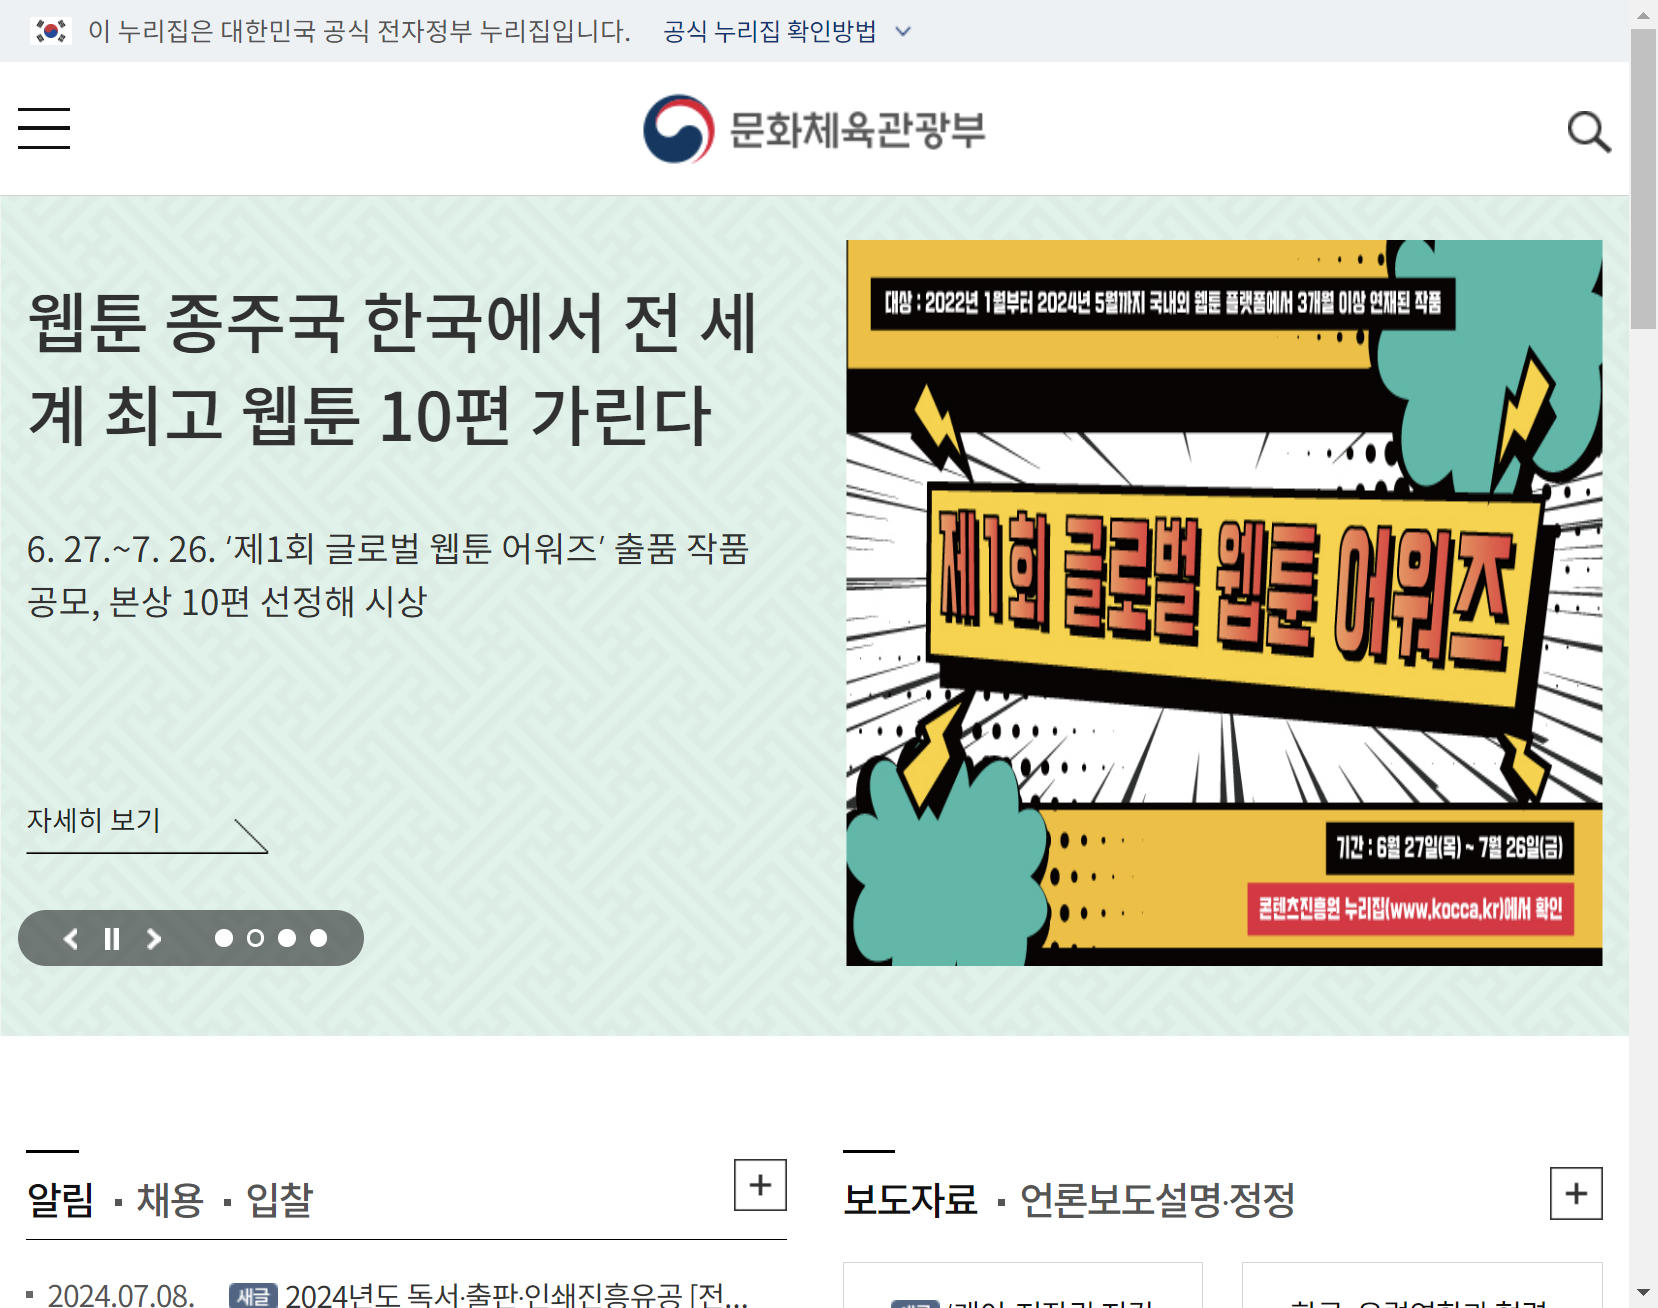 이 누리집은 대한민국 공식 전자정부 누리집입니다. 공식 누리집 확인방법
문화체육관광부
웹툰 종주국 한국에서 전 세
계 최고 웹툰 10편 가린다
6. 27.~7. 26. ‘제1회 글로벌 웹툰 어워즈’ 출품 작품
공모, 본상 10편 선정해 시상
자세히 보기
대상 : 2022년 1월부터 2024년 5월까지 국내외 웹툰 플랫폼에서 3개월 이상 연재된 작품
제1회 글로벌 웹툰 어워즈
기간 : 6월 27일(목) ~ 7월 26일(금)
콘텐츠진흥원 누리집(www.kocca.kr)에서 확인
알림 채용 입찰
2024.07.08. 새글 2024년도 독서·출판·인쇄진흥유공 [전...
보도자료 언론보도설명·정정